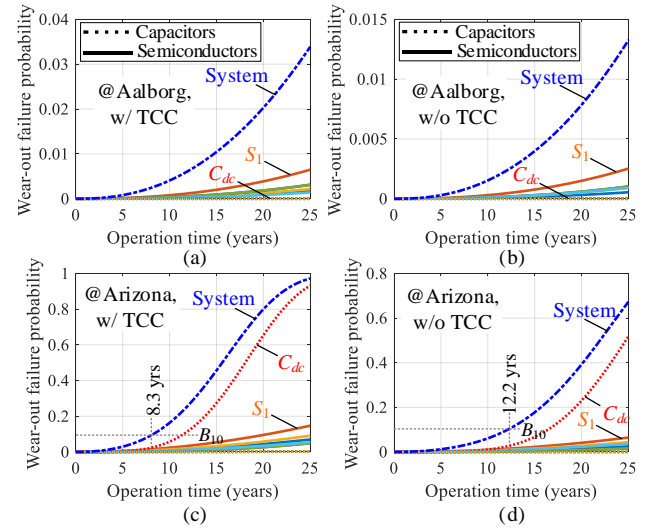 Capacitors
Semiconductors
System
@Aalborg,
w/ TCC
S1
Cdc
0.04
0.03
0.02
0.01
0
0 5 10 15 20 25
Wear-out failure probability
Operation time (years)
(a)
Capacitors
Semiconductors
System
@Aalborg,
w/o TCC
S1
Cdc
0.015
0.01
0.005
0
0 5 10 15 20 25
Wear-out failure probability
Operation time (years)
(b)
@Arizona,
w/ TCC
System
Cdc
8.3 yrs
S1
B10
1
0.8
0.6
0.4
0.2
0
0 5 10 15 20 25
Wear-out failure probability
Operation time (years)
(c)
@Arizona,
w/o TCC
System
12.2 yrs
Cdc
S1
B10
0.8
0.6
0.4
0.2
0
0 5 10 15 20 25
Wear-out failure probability
Operation time (years)
(d)